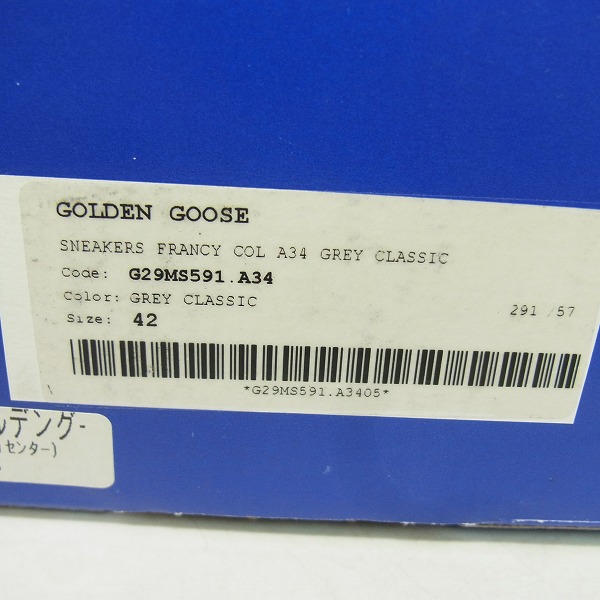 GOLDEN GOOSE
SNEAKERS FRANCY COL A34 GREY CLASSIC
Code: G29MS591.A34
Color: GREY CLASSIC
Size: 42
291 /57
*G29MS591.A3405*
ルデングー
センター)